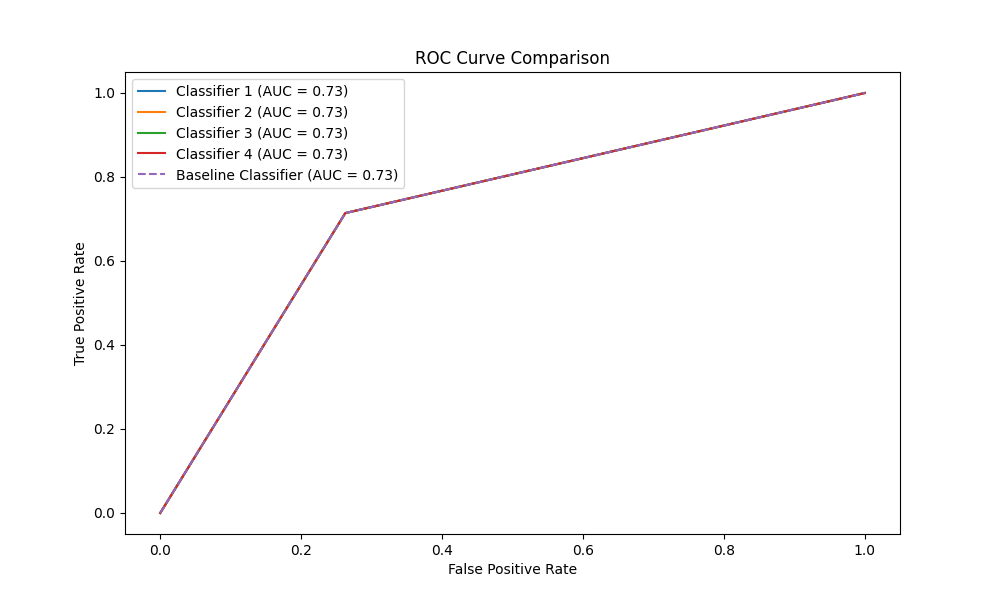 ROC Curve Comparison
Classifier 1 (AUC = 0.73)
Classifier 2 (AUC = 0.73)
Classifier 3 (AUC = 0.73)
Classifier 4 (AUC = 0.73)
Baseline Classifier (AUC = 0.73)
True Positive Rate
1.0
0.8
0.6
0.4
0.2
0.0
0.0 0.2 0.4 0.6 0.8 1.0
False Positive Rate